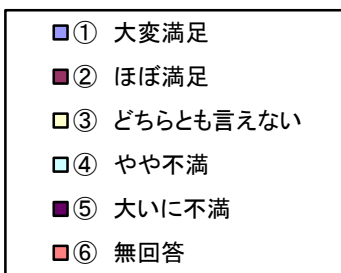 ① 大変満足
② ほぼ満足
③ どちらとも言えない
④ やや不満
⑤ 大いに不満
⑥ 無回答